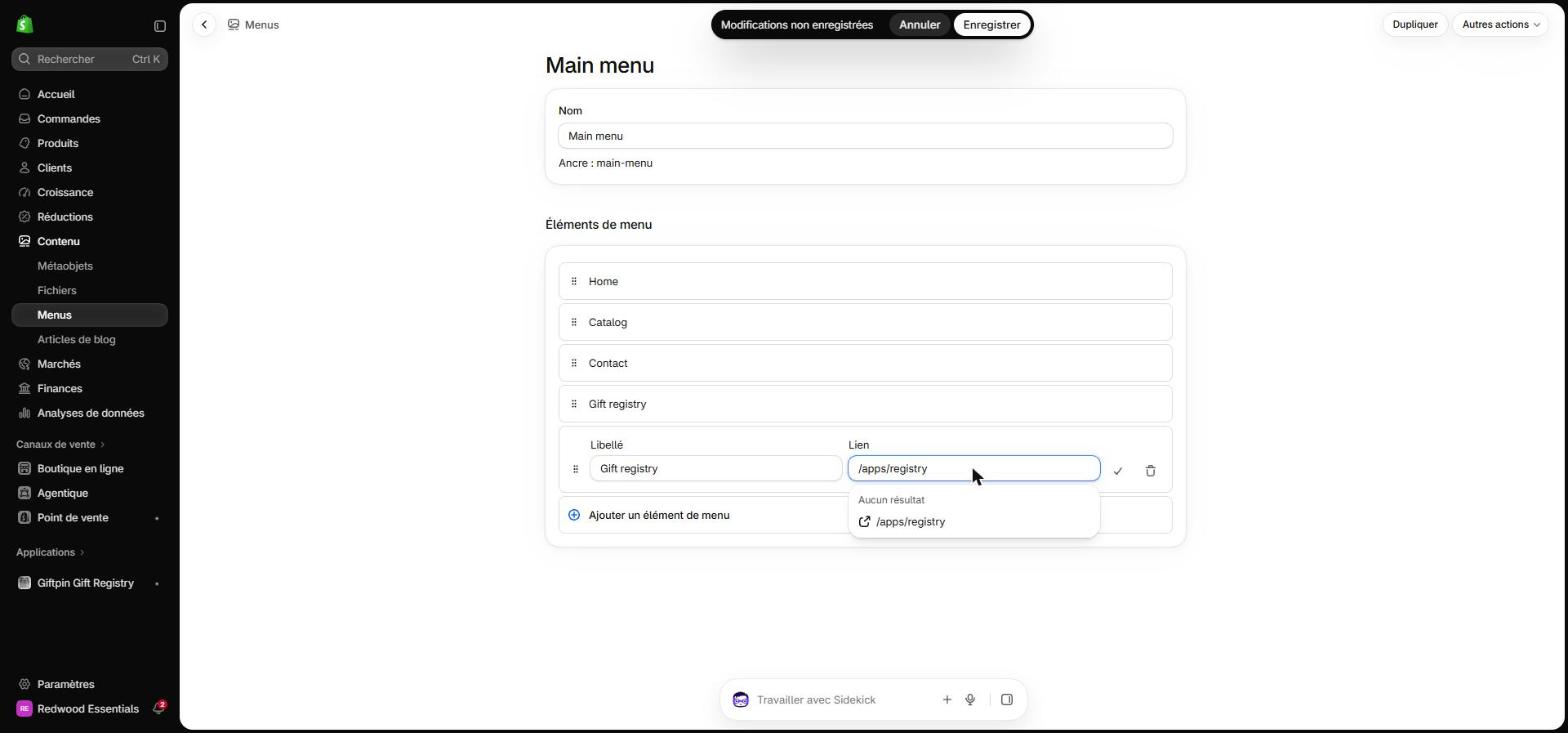 Rechercher Ctrl K
Accueil
Commandes
Produits
Clients
Croissance
Réductions
Contenu
Métaobjets
Fichiers
Menus
Articles de blog
Marchés
Finances
Analyses de données
Canaux de vente
Boutique en ligne
Agentique
Point de vente
Applications
Giftpin Gift Registry
Paramètres
RE Redwood Essentials 2
Menus
Modifications non enregistrées Annuler Enregistrer
Dupliquer Autres actions
Main menu
Nom
Main menu
Ancre : main-menu
Éléments de menu
Home
Catalog
Contact
Gift registry
Libellé Lien
Gift registry /apps/registry
Aucun résultat
/apps/registry
Ajouter un élément de menu
Travailler avec Sidekick